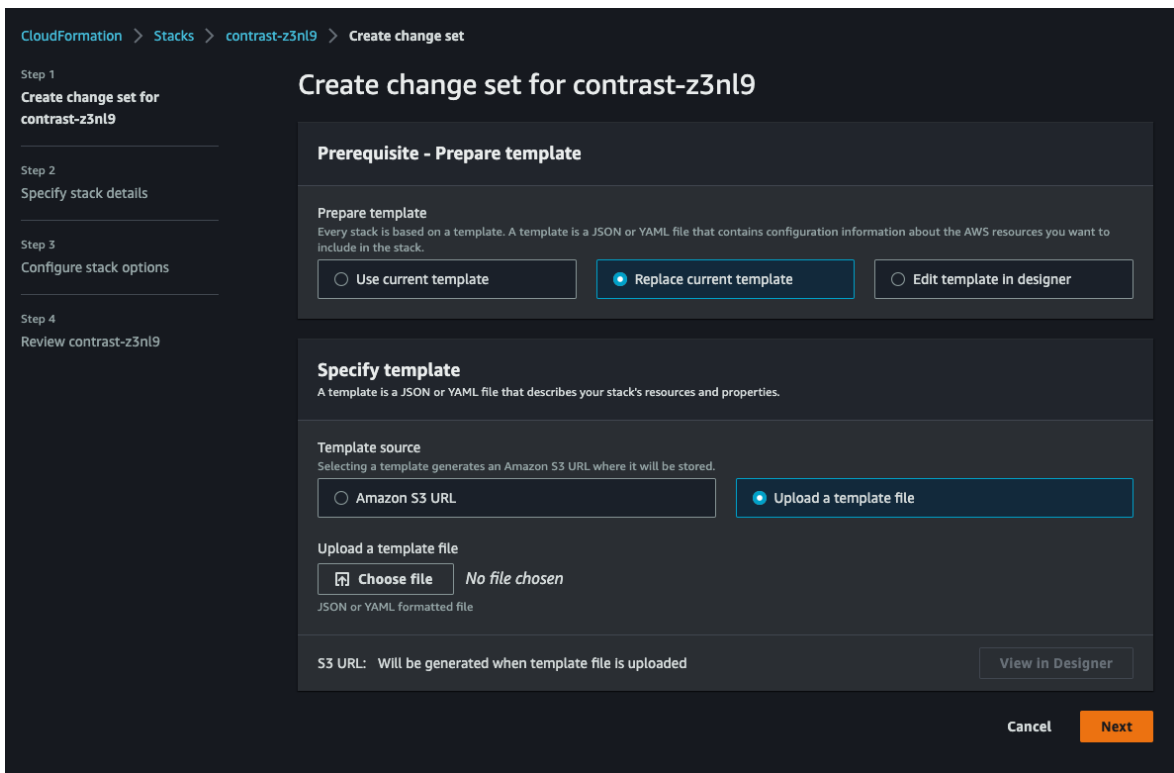 CloudFormation > Stacks > contrast-z3nl9 > Create change set
Step 1
Create change set for
contrast-z3nl9
Step 2
Specify stack details
Step 3
Configure stack options
Step 4
Review contrast-z3nl9
Create change set for contrast-z3nl9
Prerequisite - Prepare template
Prepare template
Every stack is based on a template. A template is a JSON or YAML file that contains configuration information about the AWS resources you want to
include in the stack.
Use current template
Replace current template
Edit template in designer
Specify template
A template is a JSON or YAML file that describes your stack's resources and properties.
Template source
Selecting a template generates an Amazon S3 URL where it will be stored.
Amazon S3 URL
Upload a template file
Upload a template file
Choose file No file chosen
JSON or YAML formatted file
S3 URL: Will be generated when template file is uploaded
View in Designer
Cancel
Next